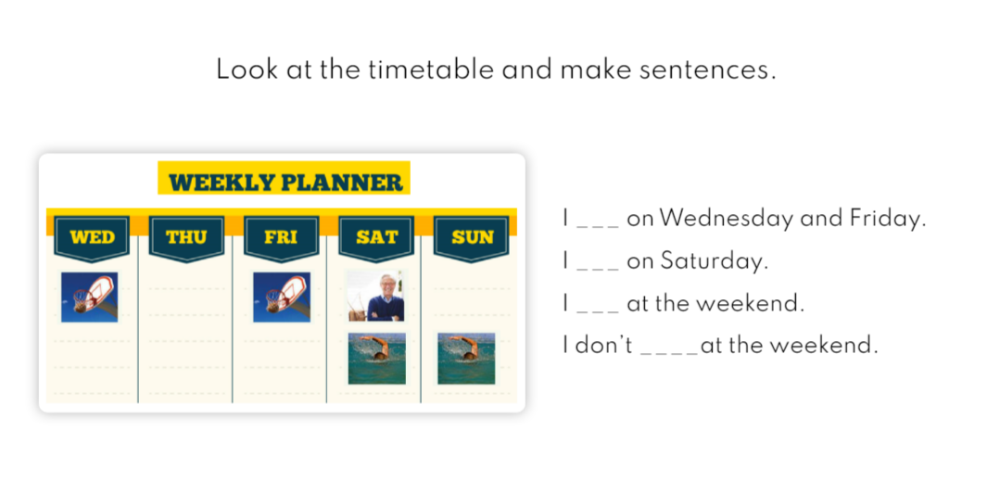 Look at the timetable and make sentences.
WEEKLY PLANNER
WED THU FRI SAT SUN
I ___ on Wednesday and Friday.
I ___ on Saturday.
I ___ at the weekend.
I don't ____at the weekend.